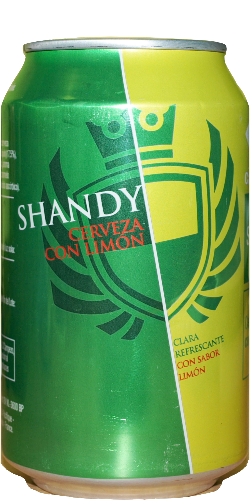 SHANDY
CERVEZA
CON LIMÓN
CLARA
REFRESCANTE
CON SABOR
LIMÓN